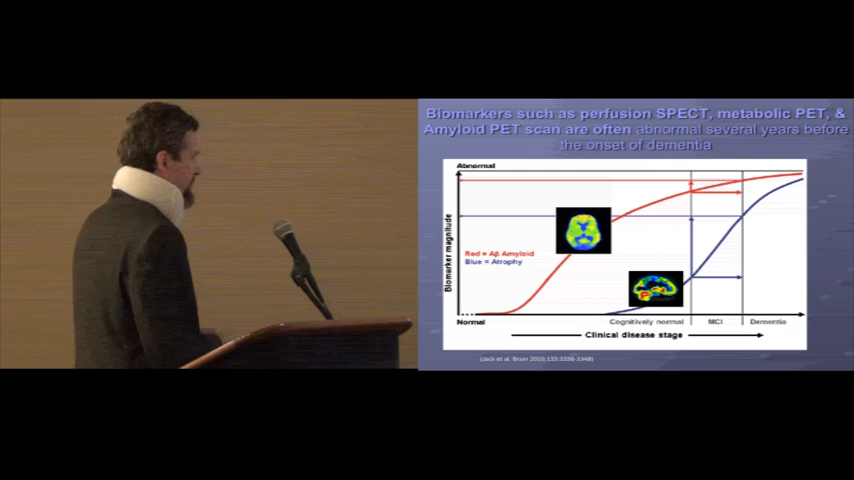 Biomarkers such as perfusion SPECT, metabolic PET, &
Amyloid PET scan are often abnormal several years before
the onset of dementia
Abnormal
Biomarker magnitude
Red = Aβ Amyloid
Blue = Atrophy
Normal
Cognitively normal
MCI
Dementia
Clinical disease stage
(Jack et al. Brain 2010;133:3336-3348)